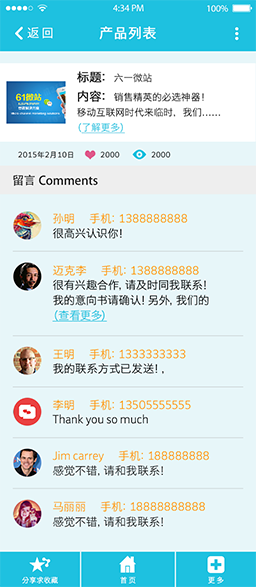 4:34 PM
100%
返回
产品列表
61微站
标题: 六一微站
内容: 销售精英的必选神器!
移动互联网时代来临时，我们......
(了解更多)
2015年2月10日
2000
2000
留言 Comments
孙明 手机: 1388888888
很高兴认识你!
迈克李 手机: 1388888888
很有兴趣合作, 请及时同我联系!
我的意向书请确认! 另外, 我们的
(查看更多)
王明 手机: 1333333333
我的联系方式已发送! ,
李明 手机: 13505555555
Thank you so much
Jim carrey 手机: 188888888
感觉不错, 请和我联系!
马丽丽 手机: 18888888888
感觉不错, 请和我联系!
分享求收藏
首页
更多